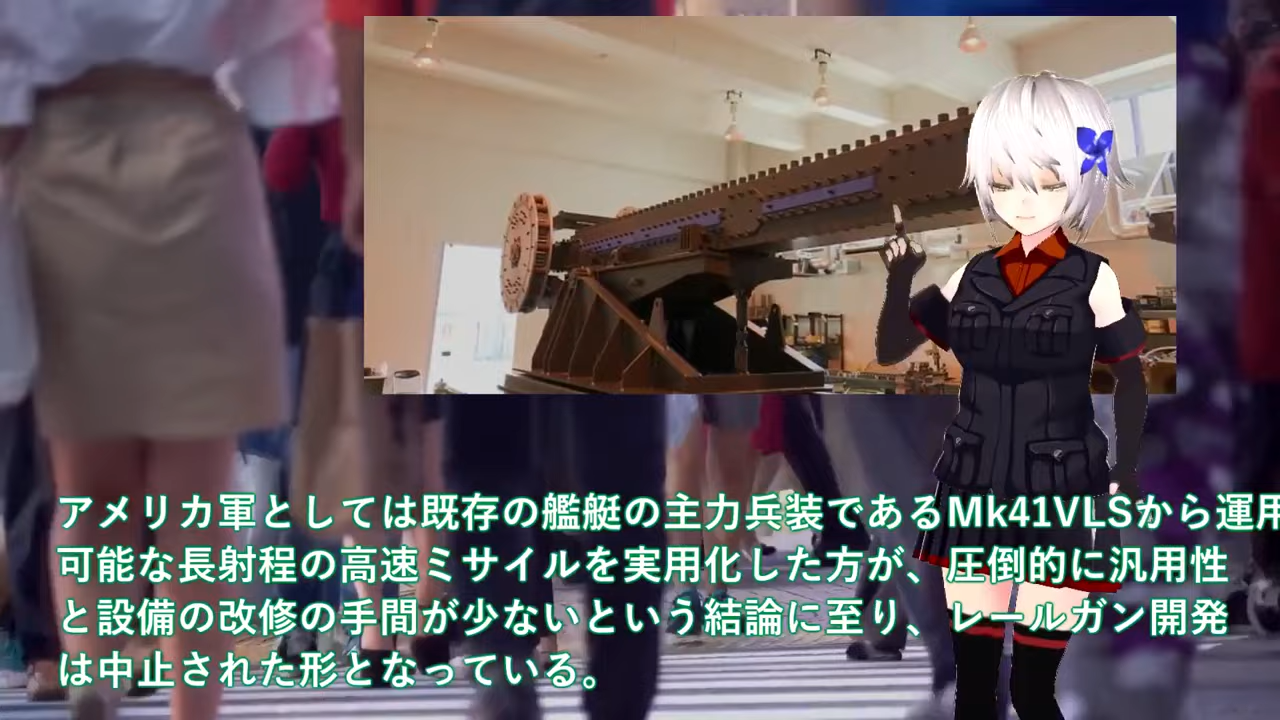 アメリカ軍としては既存の艦艇の主力兵装であるMk41VLSから運用
可能な長射程の高速ミサイルを実用化した方が、圧倒的に汎用性
と設備の改修の手間が少ないという結論に至り、レールガン開発
は中止された形となっている。